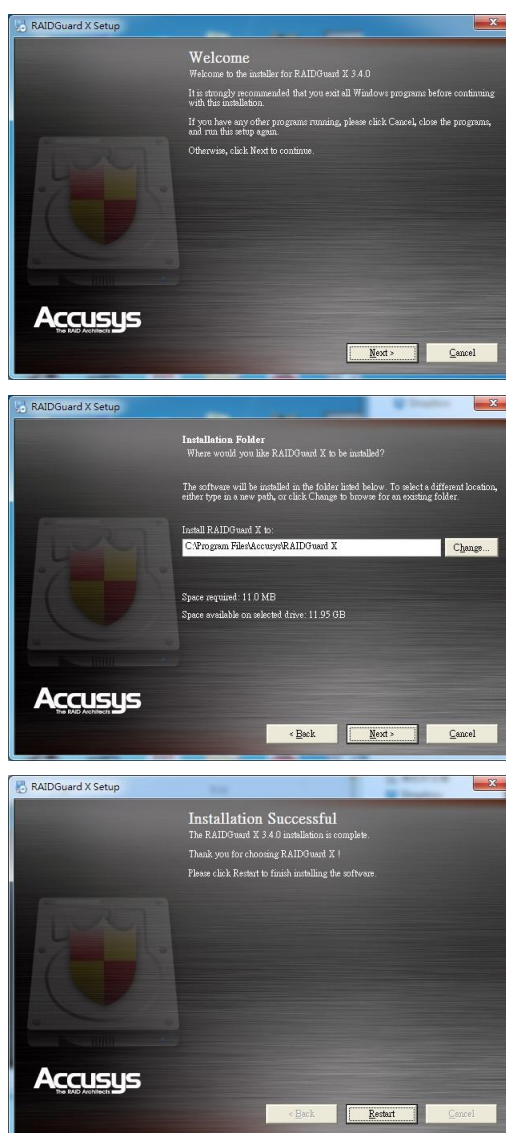 RAIDGuard X Setup
Welcome
Welcome to the installer for RAIDGuard X 3.4.0
It is strongly recommended that you exit all Windows programs before continuing
with this installation.
If you have any other programs running, please click Cancel, close the programs,
and run this setup again.
Otherwise, click Next to continue.
Accusys
The RAID Architects
Next >
Cancel
RAIDGuard X Setup
Installation Folder
Where would you like RAIDGuard X to be installed?
The software will be installed in the folder listed below. To select a different location,
either type in a new path, or click Change to browse for an existing folder.
Install RAIDGuard X to:
C:\Program Files\Accusys\RAIDGuard X
Change...
Space required: 11.0 MB
Space available on selected drive: 11.95 GB
Accusys
The RAID Architects
< Back
Next >
Cancel
RAIDGuard X Setup
Installation Successful
The RAIDGuard X 3.4.0 installation is complete.
Thank you for choosing RAIDGuard X !
Please click Restart to finish installing the software.
Accusys
The RAID Architects
< Back
Restart
Cancel